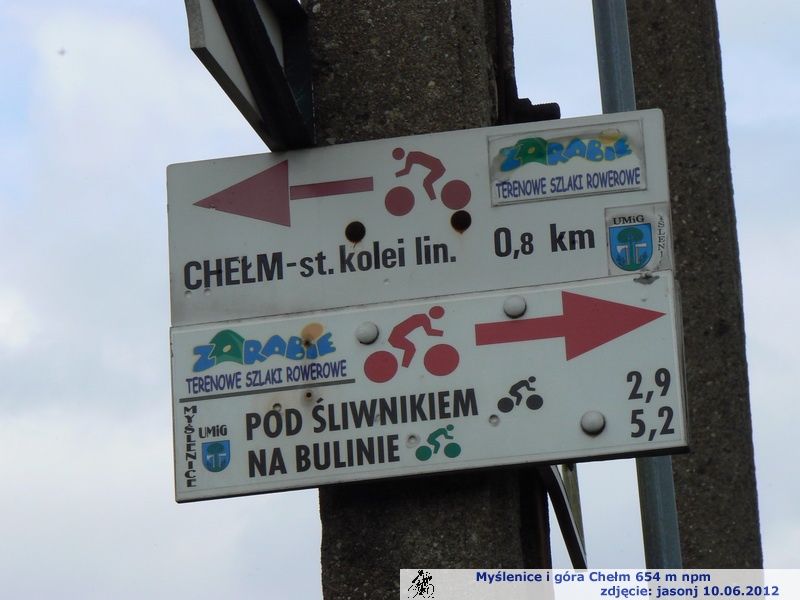 ZARABIE
TERENOWE SZLAKI ROWEROWE
CHEŁM-st. kolei lin. 0,8 km
UMiG
ZARABIE
TERENOWE SZLAKI ROWEROWE
MYŚLENICE
UMiG
POD ŚLIWNIKIEM 2,9
NA BULINIE 5,2
Myślenice i góra Chełm 654 m npm
zdjęcie: jasonj 10.06.2012